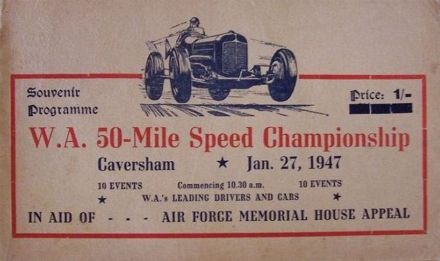 Souvenir
Programme
Price: 1/-
W.A. 50-Mile Speed Championship
Caversham ★ Jan. 27, 1947
10 EVENTS Commencing 10.30 a.m. 10 EVENTS
★ W.A.'s LEADING DRIVERS AND CARS ★
IN AID OF - - - AIR FORCE MEMORIAL HOUSE APPEAL